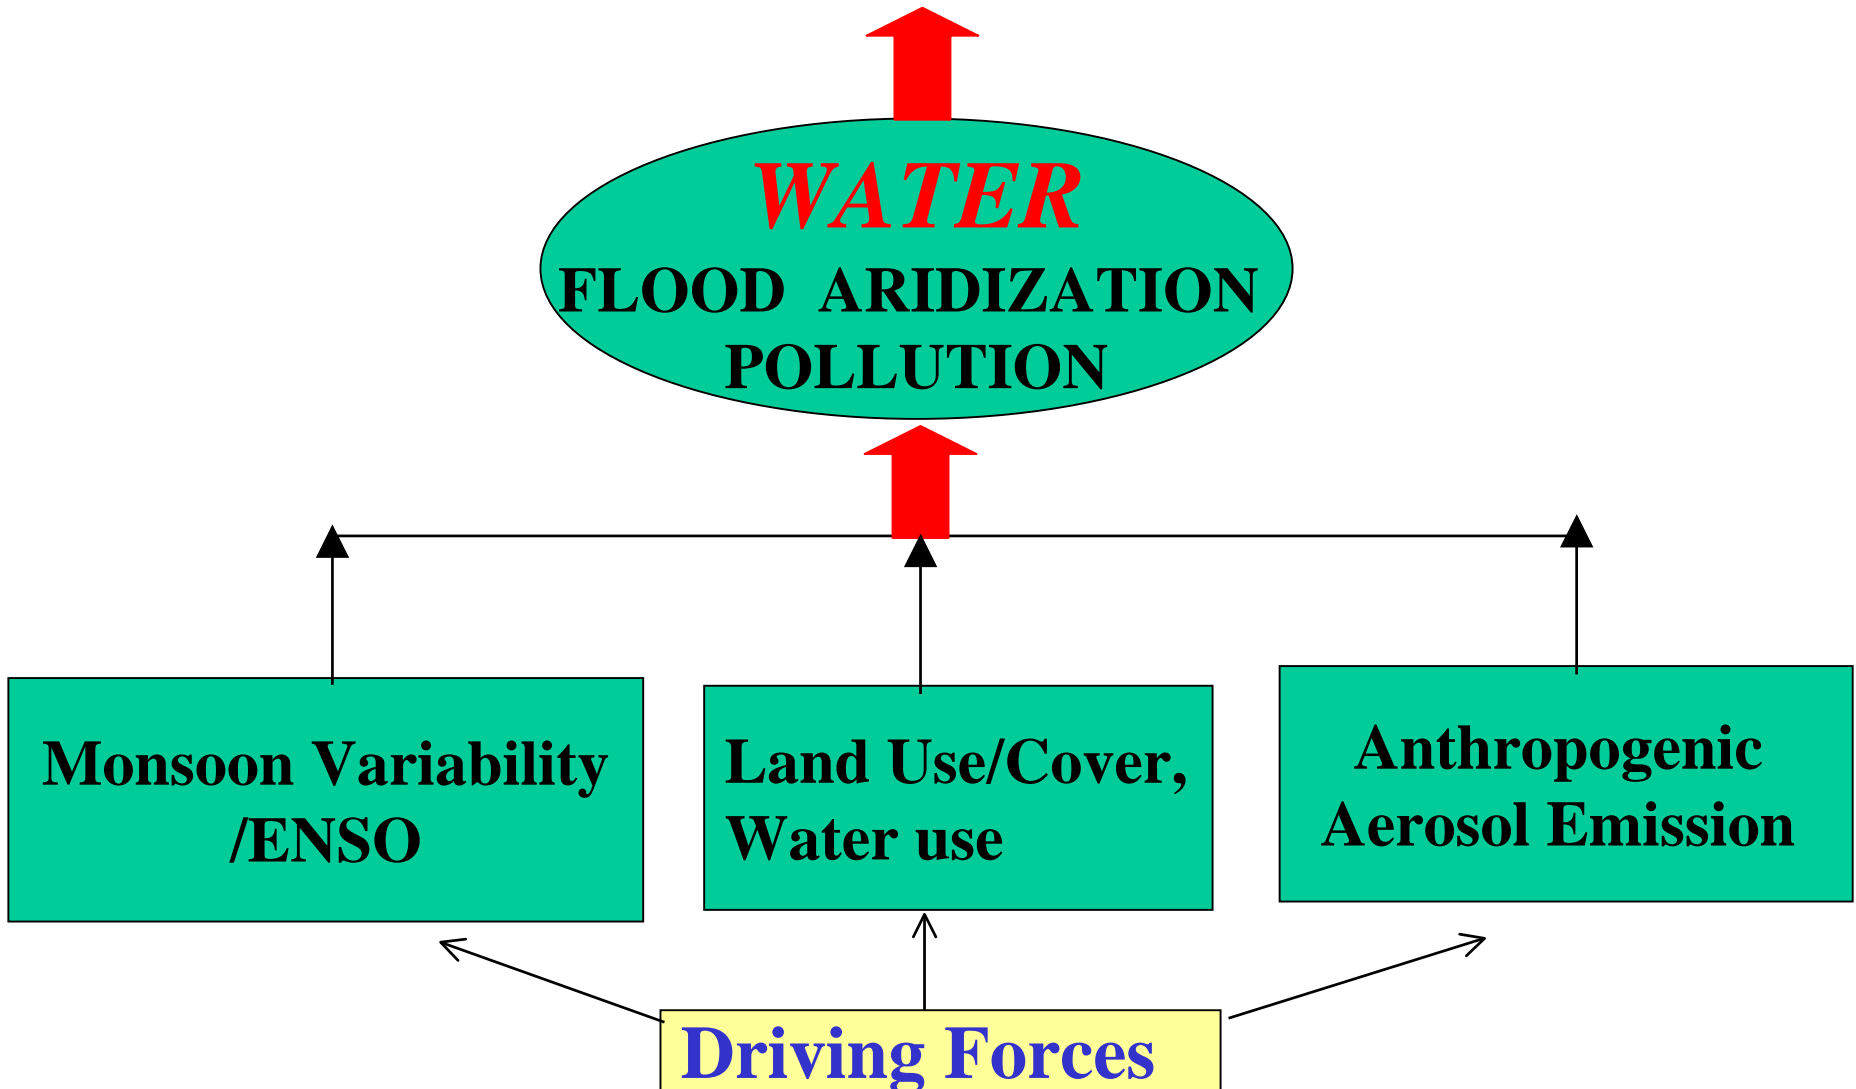 WATER
FLOOD ARIDIZATION
POLLUTION
Monsoon Variability
/ENSO
Land Use/Cover,
Water use
Anthropogenic
Aerosol Emission
Driving Forces